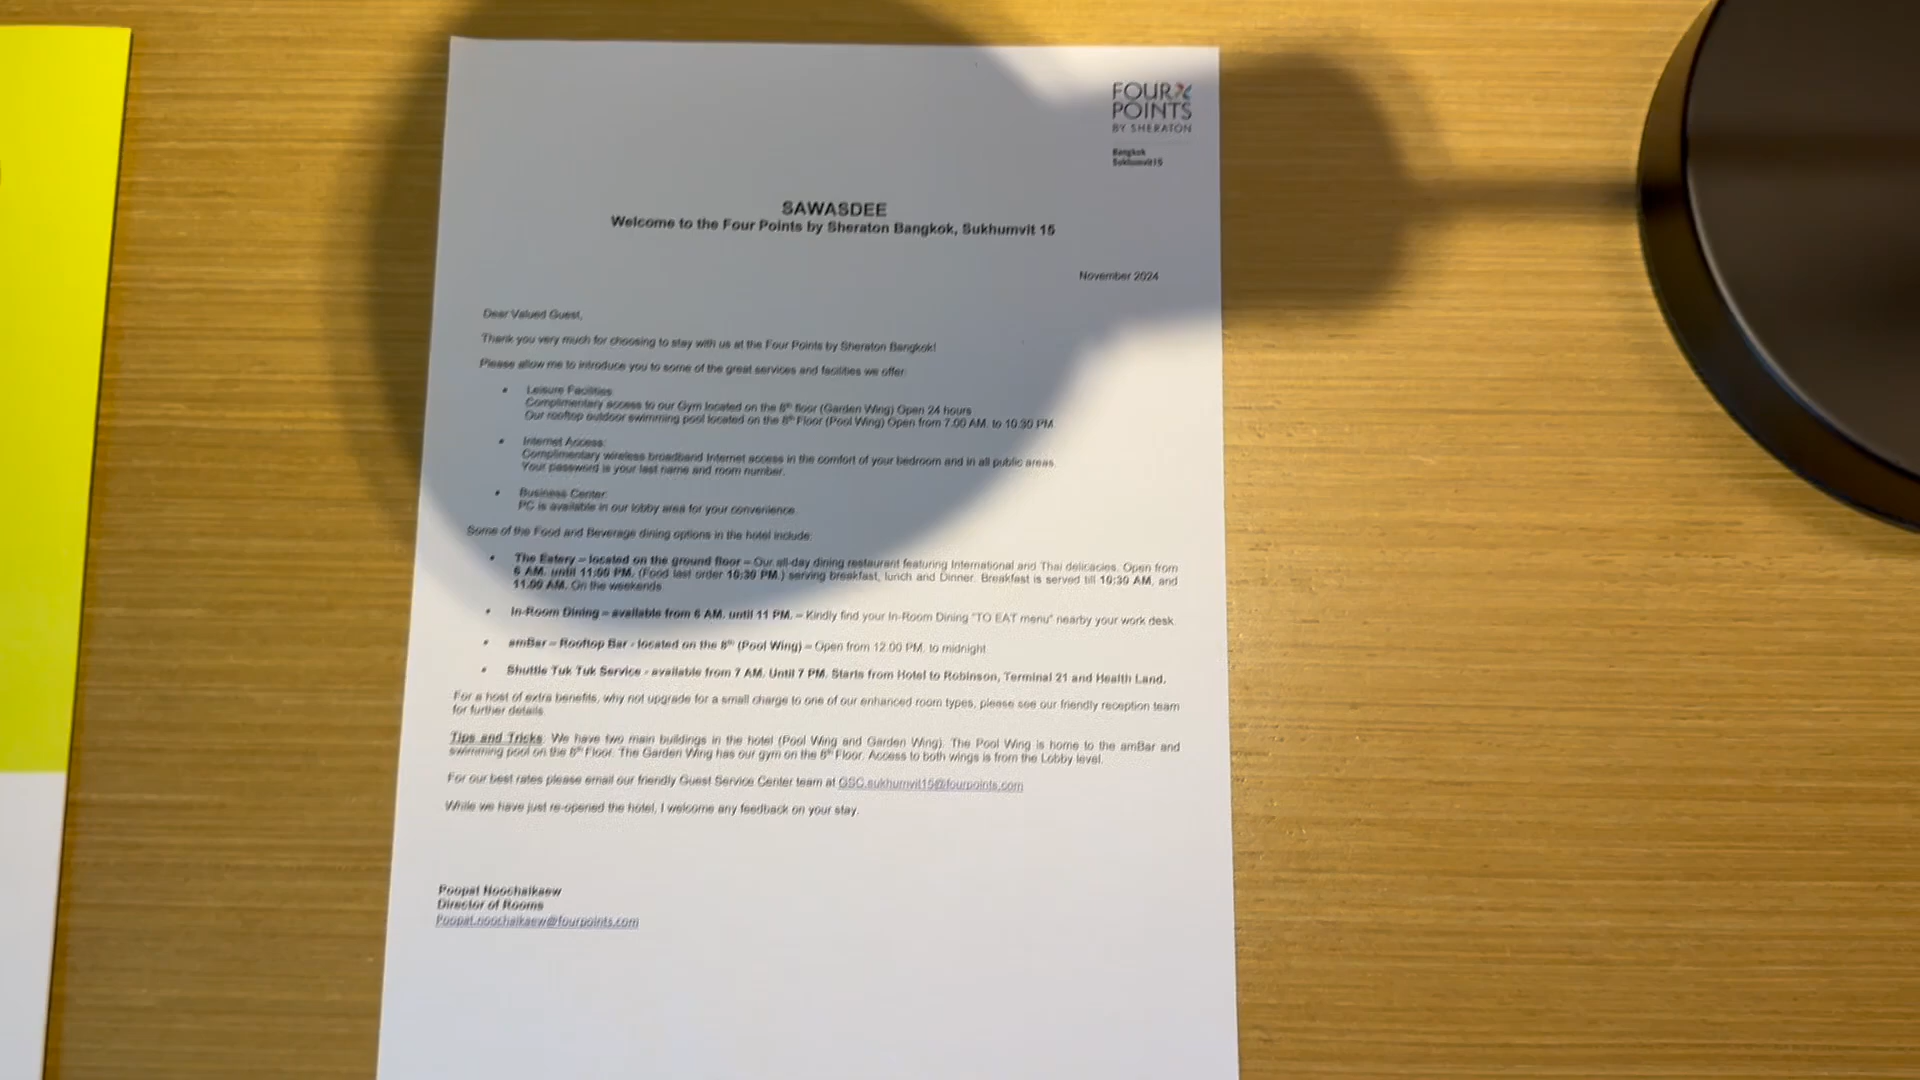 FOUR
POINTS
BY SHERATON
Bangkok
Sukhumvit15
SAWASDEE
Welcome to the Four Points by Sheraton Bangkok, Sukhumvit 15
November 2024
Dear Valued Guest,
Thank you very much for choosing to stay with us at the Four Points by Sheraton Bangkok!
Please allow me to introduce you to some of the great services and facilities we offer:
• Leisure Facilities:
Complimentary access to our Gym located on the 6th floor (Garden Wing) Open 24 hours
Our rooftop outdoor swimming pool located on the 8th Floor (Pool Wing) Open from 7:00 AM. to 10:30 PM
• Internet Access:
Complimentary wireless broadband Internet access in the comfort of your bedroom and in all public areas.
Your password is your last name and room number.
• Business Center:
PC is available in our lobby area for your convenience.
Some of the Food and Beverage dining options in the hotel include:
• The Eatery – located on the ground floor – Our all-day dining restaurant featuring International and Thai delicacies. Open from
6 AM. until 11:00 PM. (Food last order 10:30 PM.) serving breakfast, lunch and Dinner. Breakfast is served till 10:30 AM, and
11:00 AM. On the weekends.
• In-Room Dining – available from 6 AM. until 11 PM. – Kindly find your In-Room Dining "TO EAT menu" nearby your work desk.
• amBar – Rooftop Bar - located on the 8th (Pool Wing) – Open from 12:00 PM. to midnight
• Shuttle Tuk Tuk Service - available from 7 AM. Until 7 PM. Starts from Hotel to Robinson, Terminal 21 and Health Land.
For a host of extra benefits, why not upgrade for a small charge to one of our enhanced room types, please see our friendly reception team
for further details.
Tips and Tricks: We have two main buildings in the hotel (Pool Wing and Garden Wing). The Pool Wing is home to the amBar and
swimming pool on the 8th Floor. The Garden Wing has our gym on the 6th Floor. Access to both wings is from the Lobby level.
For our best rates please email our friendly Guest Service Center team at GSC.sukhumvit15@fourpoints.com
While we have just re-opened the hotel, I welcome any feedback on your stay.
Poopat Noochaikaew
Director of Rooms
Poopat.noochaikaew@fourpoints.com